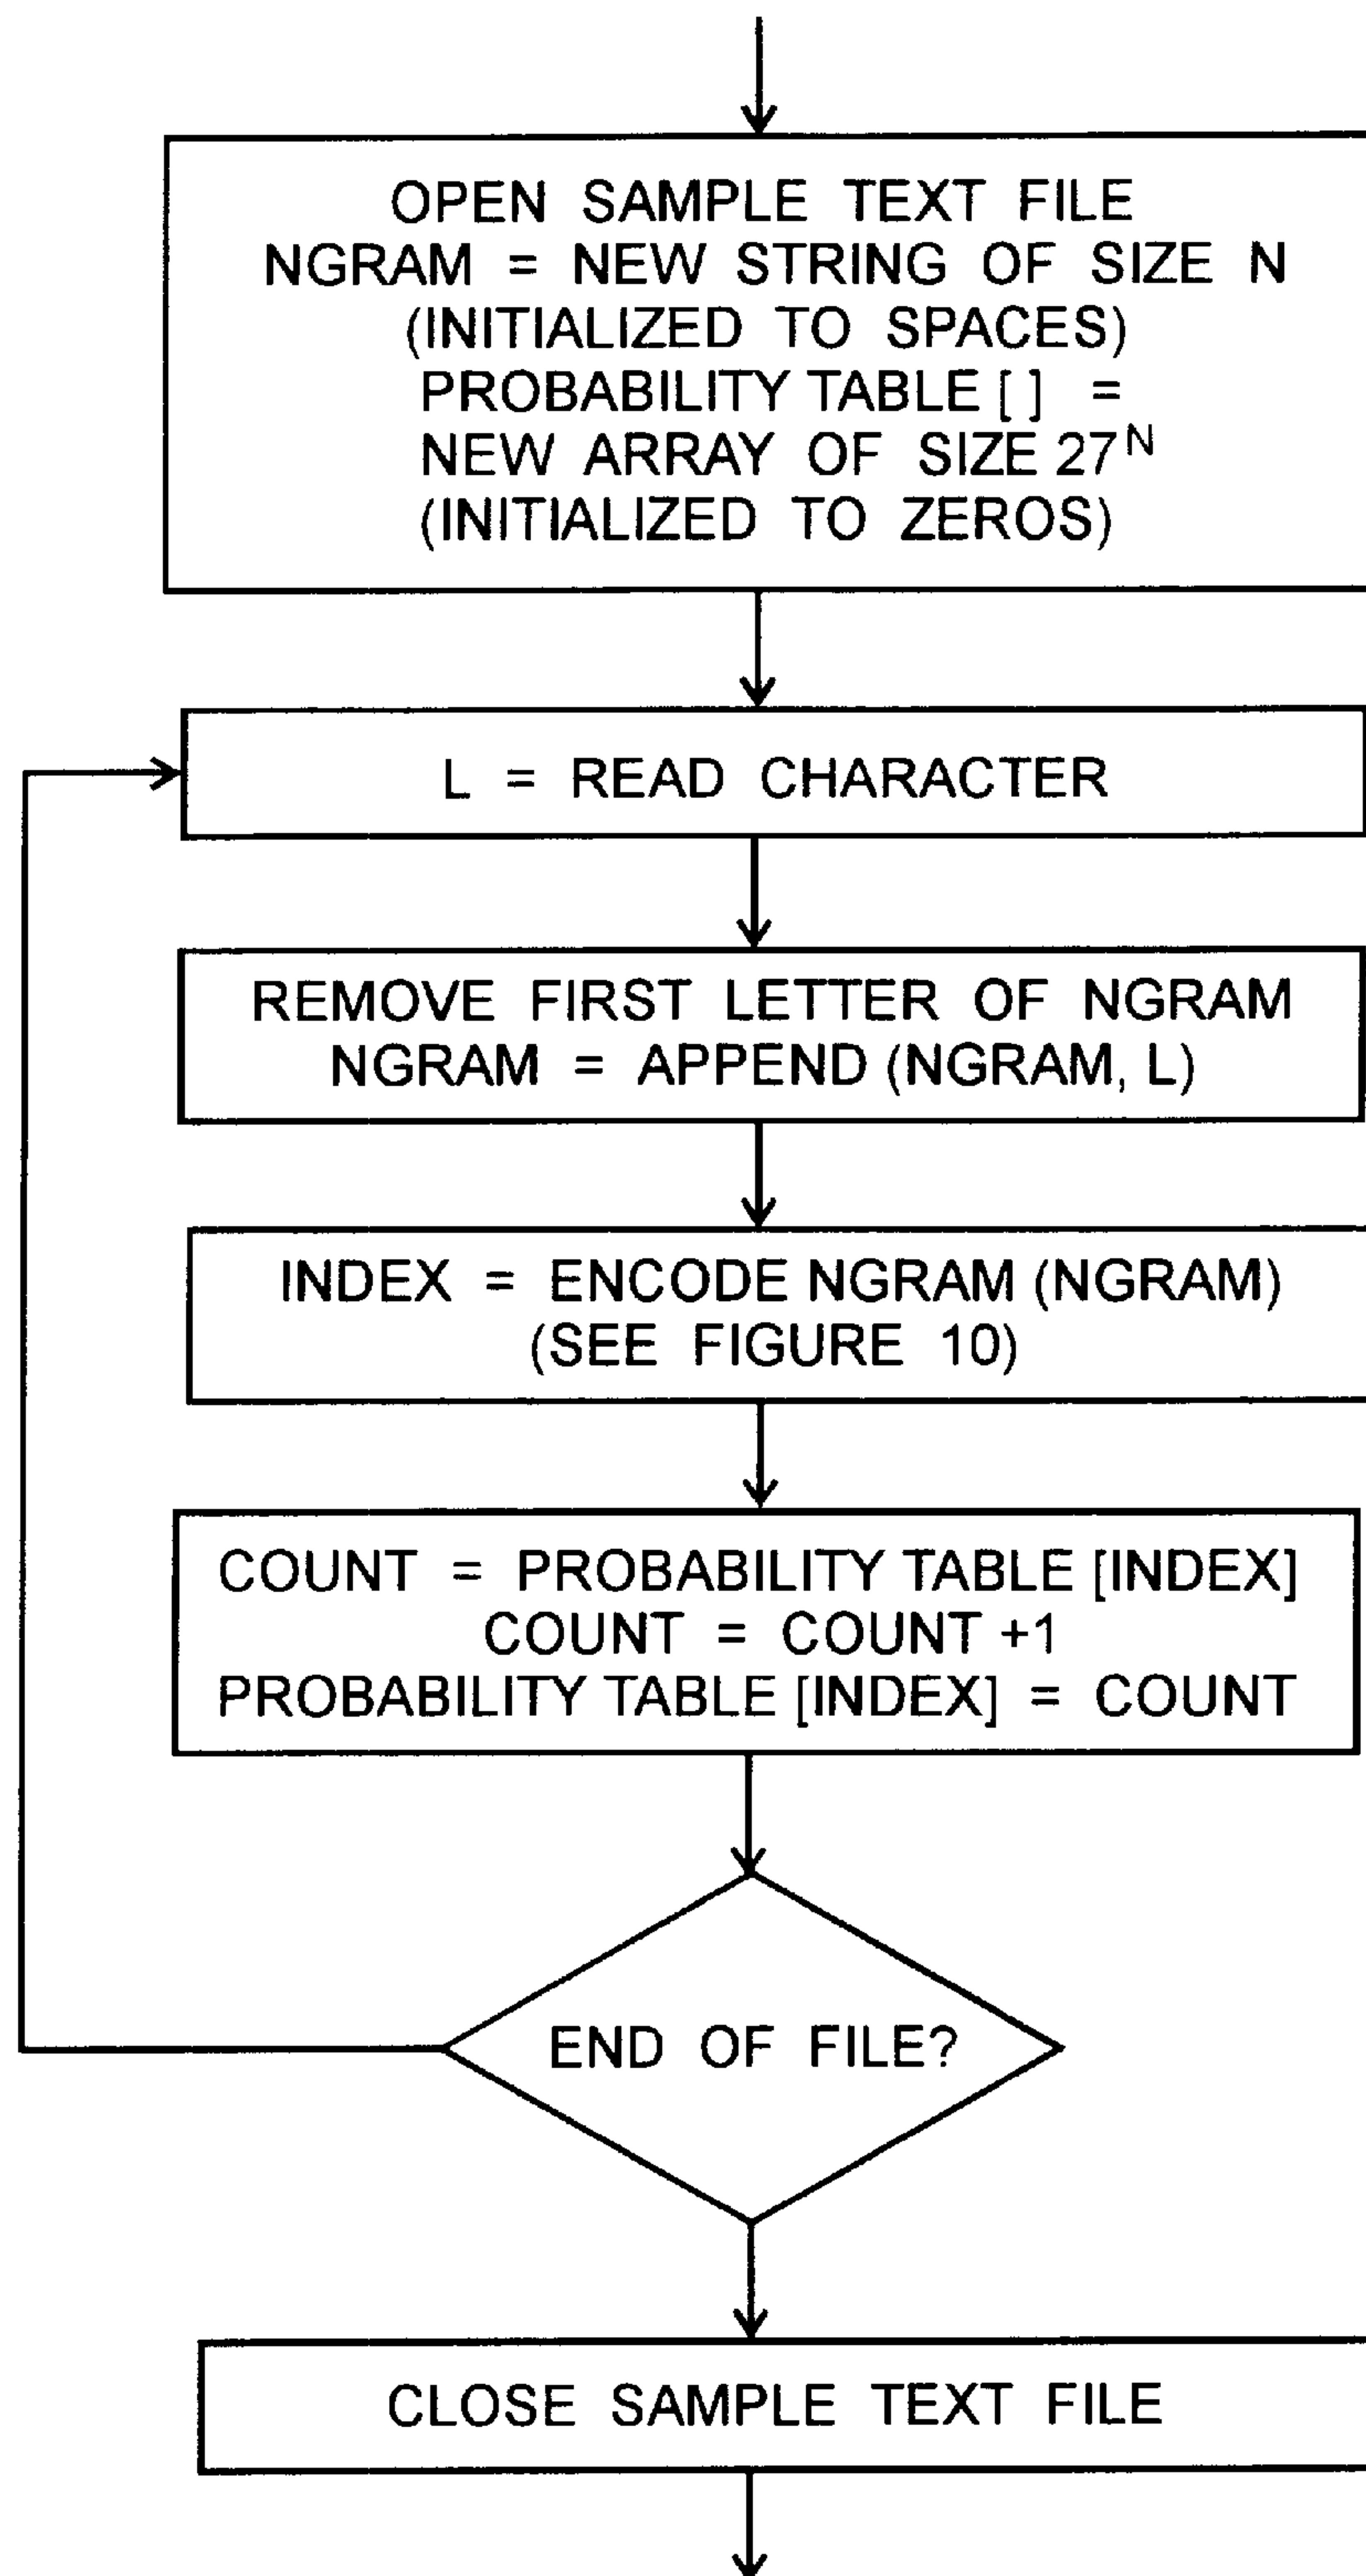 OPEN SAMPLE TEXT FILE
NGRAM = NEW STRING OF SIZE N
(INITIALIZED TO SPACES)
PROBABILITY TABLE [ ] =
NEW ARRAY OF SIZE 27^N
(INITIALIZED TO ZEROS)
L = READ CHARACTER
REMOVE FIRST LETTER OF NGRAM
NGRAM = APPEND (NGRAM, L)
INDEX = ENCODE NGRAM (NGRAM)
(SEE FIGURE 10)
COUNT = PROBABILITY TABLE [INDEX]
COUNT = COUNT +1
PROBABILITY TABLE [INDEX] = COUNT
END OF FILE?
CLOSE SAMPLE TEXT FILE